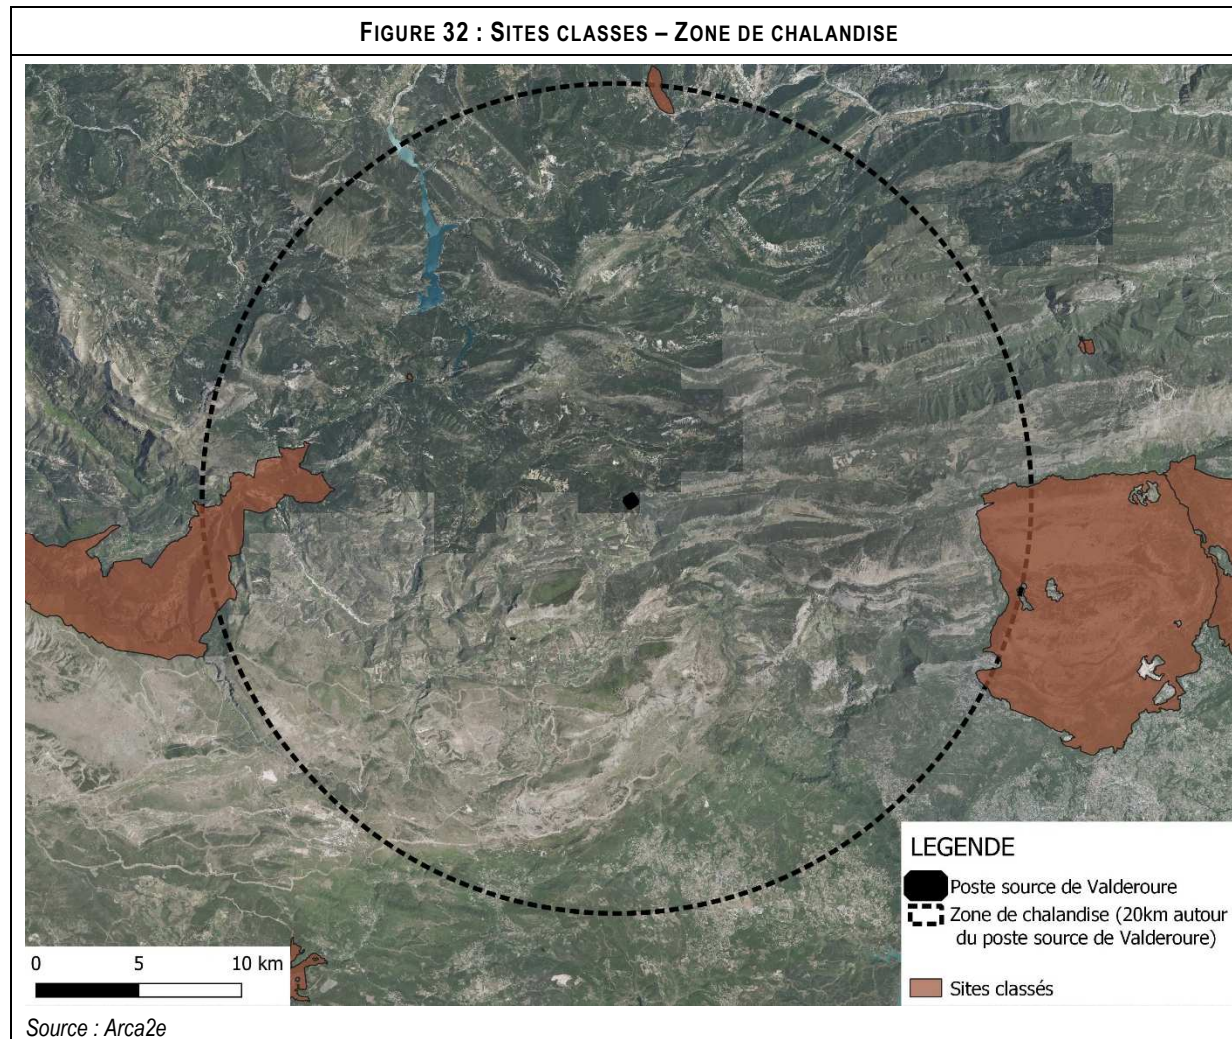 FIGURE 32 : SITES CLASSES – ZONE DE CHALANDISE
LEGENDE
Poste source de Valderoure
Zone de chalandise (20km autour
du poste source de Valderoure)
Sites classés
0 5 10 km
Source : Arca2e